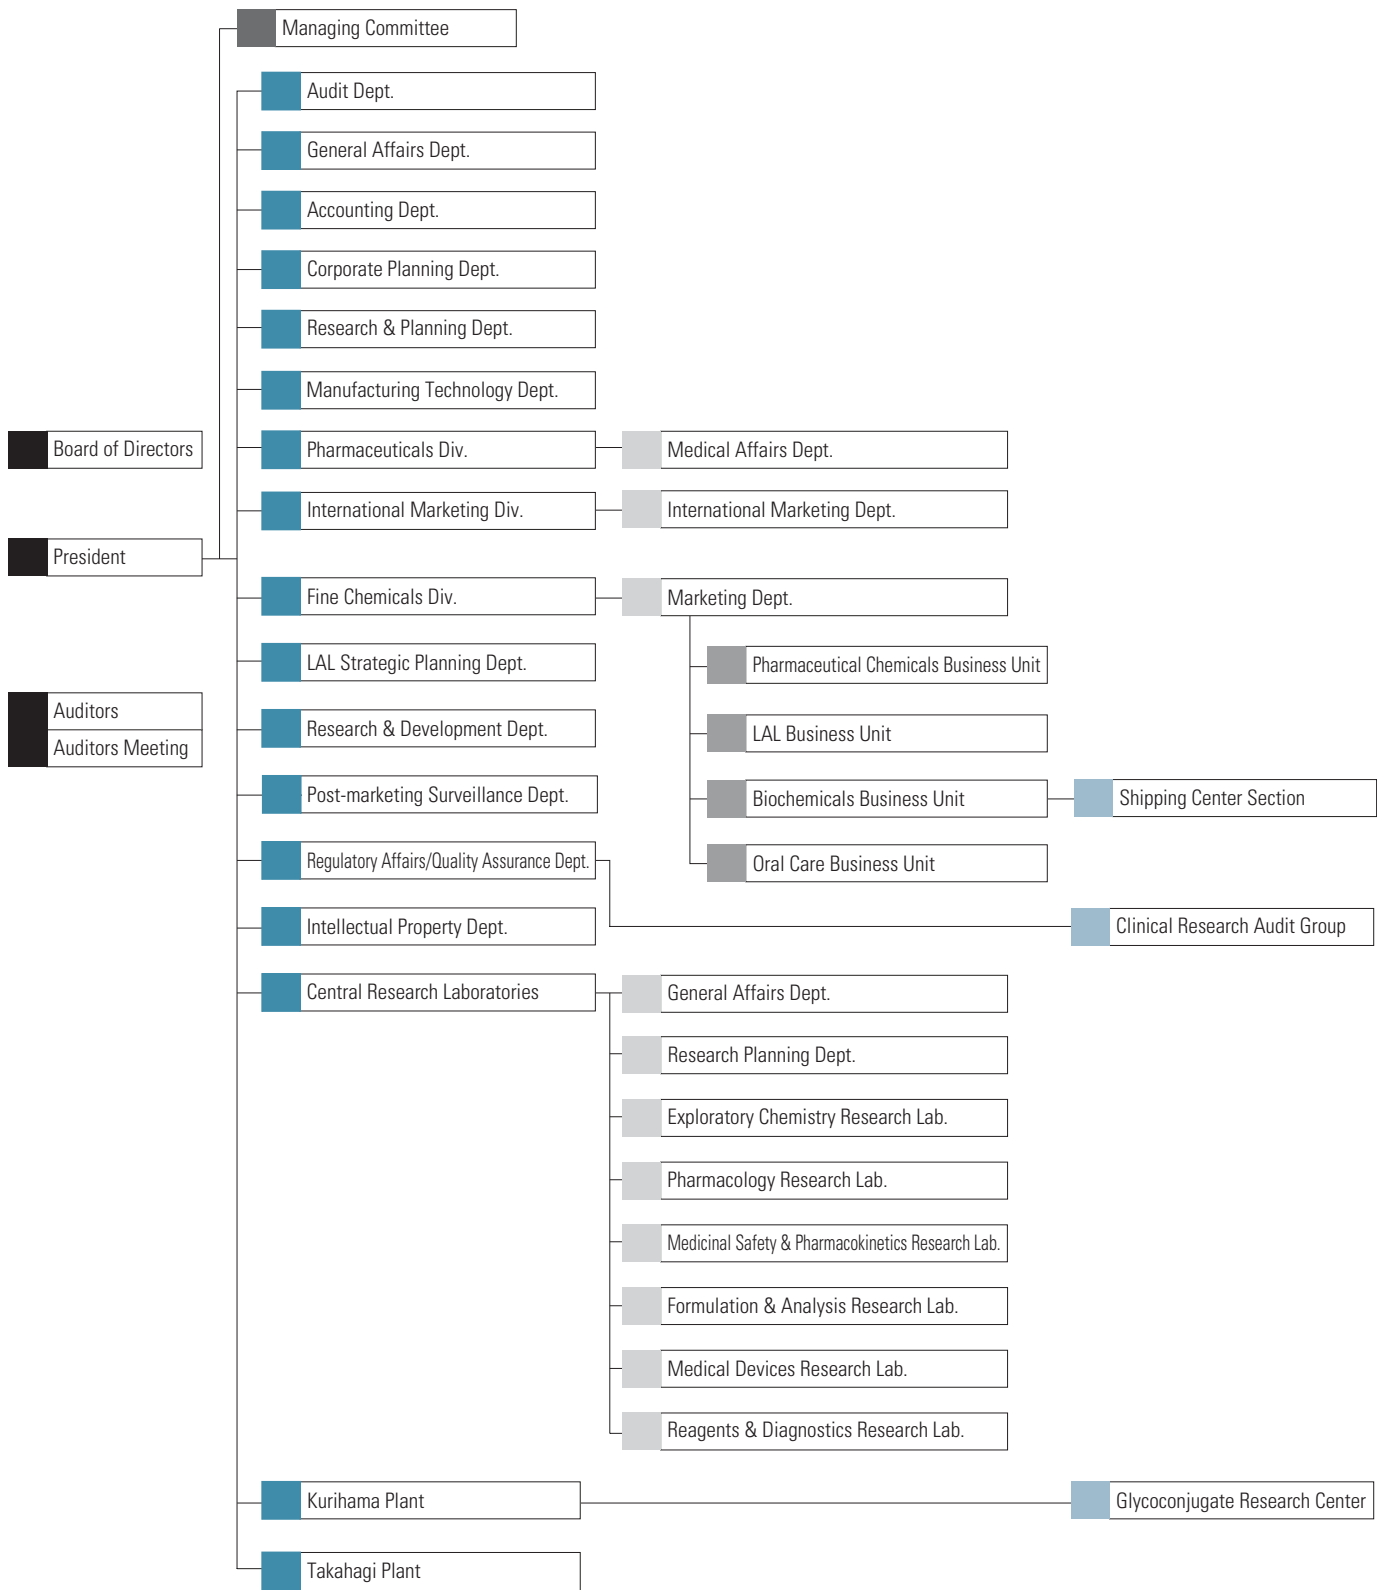 Managing Committee
Audit Dept.
General Affairs Dept.
Accounting Dept.
Corporate Planning Dept.
Research & Planning Dept.
Manufacturing Technology Dept.
Board of Directors
Pharmaceuticals Div.
Medical Affairs Dept.
International Marketing Div.
International Marketing Dept.
President
Fine Chemicals Div.
Marketing Dept.
LAL Strategic Planning Dept.
Pharmaceutical Chemicals Business Unit
Auditors
Auditors Meeting
Research & Development Dept.
LAL Business Unit
Post-marketing Surveillance Dept.
Biochemicals Business Unit
Shipping Center Section
Regulatory Affairs/Quality Assurance Dept.
Oral Care Business Unit
Intellectual Property Dept.
Clinical Research Audit Group
Central Research Laboratories
General Affairs Dept.
Research Planning Dept.
Exploratory Chemistry Research Lab.
Pharmacology Research Lab.
Medicinal Safety & Pharmacokinetics Research Lab.
Formulation & Analysis Research Lab.
Medical Devices Research Lab.
Reagents & Diagnostics Research Lab.
Kurihama Plant
Glycoconjugate Research Center
Takahagi Plant